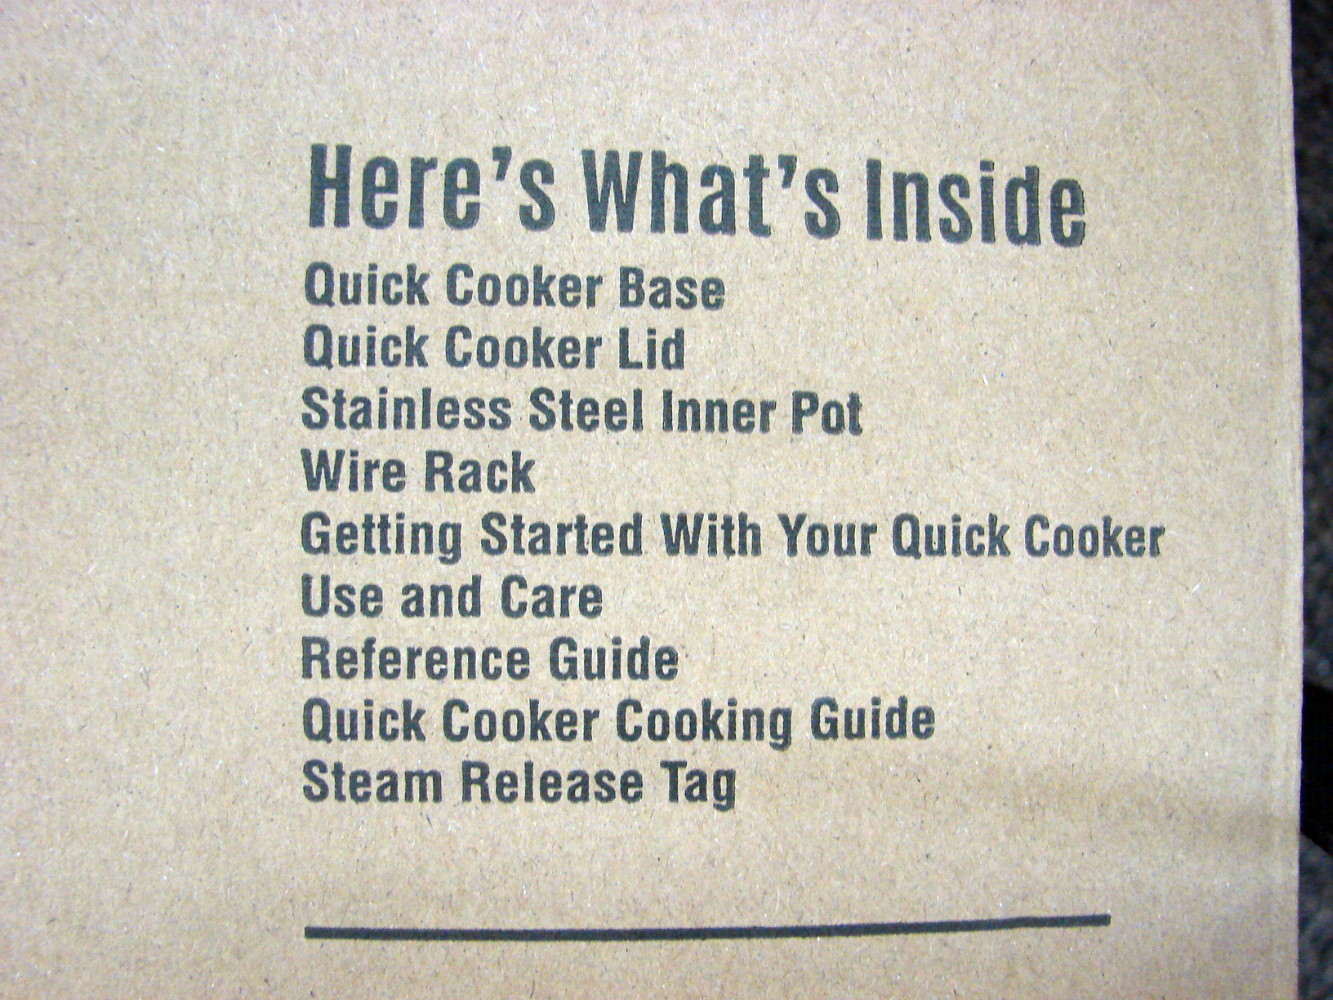 Here's What's Inside
Quick Cooker Base
Quick Cooker Lid
Stainless Steel Inner Pot
Wire Rack
Getting Started With Your Quick Cooker
Use and Care
Reference Guide
Quick Cooker Cooking Guide
Steam Release Tag